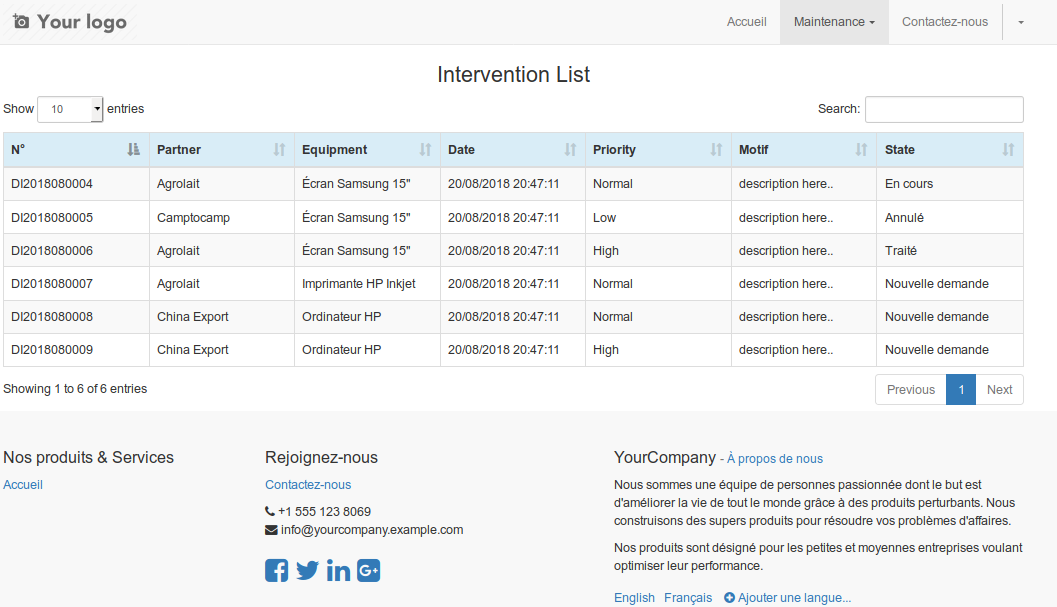 Your logo
Accueil Maintenance Contactez-nous
Intervention List
Show 10 entries Search:
N° Partner Equipment Date Priority Motif State
DI2018080004 Agrolait Écran Samsung 15" 20/08/2018 20:47:11 Normal description here.. En cours
DI2018080005 Camptocamp Écran Samsung 15" 20/08/2018 20:47:11 Low description here.. Annulé
DI2018080006 Agrolait Écran Samsung 15" 20/08/2018 20:47:11 High description here.. Traité
DI2018080007 Agrolait Imprimante HP Inkjet 20/08/2018 20:47:11 Normal description here.. Nouvelle demande
DI2018080008 China Export Ordinateur HP 20/08/2018 20:47:11 Normal description here.. Nouvelle demande
DI2018080009 China Export Ordinateur HP 20/08/2018 20:47:11 High description here.. Nouvelle demande
Showing 1 to 6 of 6 entries Previous 1 Next
Nos produits & Services
Accueil
Rejoignez-nous
Contactez-nous
+1 555 123 8069
info@yourcompany.example.com
YourCompany - À propos de nous
Nous sommes une équipe de personnes passionnée dont le but est
d'améliorer la vie de tout le monde grâce à des produits perturbants. Nous
construisons des supers produits pour résoudre vos problèmes d'affaires.
Nos produits sont désigné pour les petites et moyennes entreprises voulant
optimiser leur performance.
English Français Ajouter une langue...